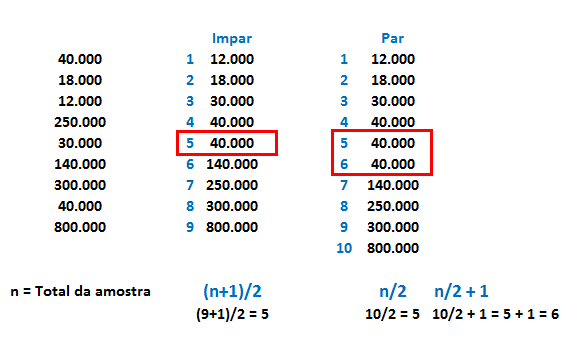 Impar Par
40.000 1 12.000 1 12.000
18.000 2 18.000 2 18.000
12.000 3 30.000 3 30.000
250.000 4 40.000 4 40.000
30.000 5 40.000 5 40.000
140.000 6 140.000 6 40.000
300.000 7 250.000 7 140.000
40.000 8 300.000 8 250.000
800.000 9 800.000 9 300.000
10 800.000
n = Total da amostra (n+1)/2 n/2 n/2 + 1
(9+1)/2 = 5 10/2 = 5 10/2 + 1 = 5 + 1 = 6